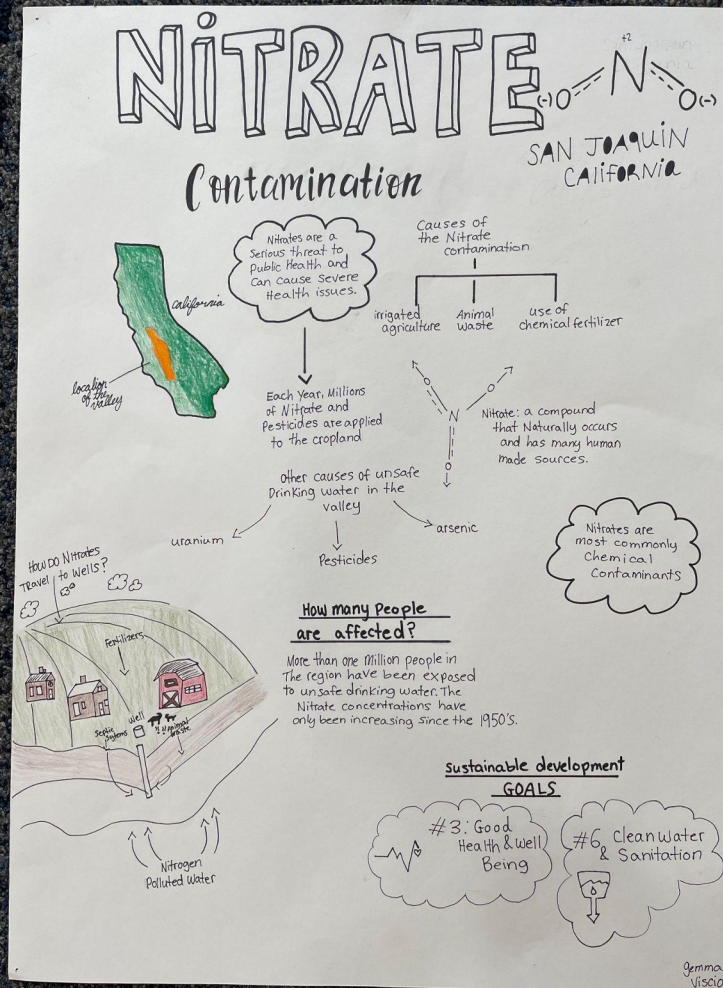 NiTRATE
+2
N
(-)O
O(-)
SAN JOAQUIN
CALIFORNIA
Contamination
Nitrates are a
Serious threat to
Public Health and
Can cause severe
Health issues.
Causes of
the Nitrate
contamination
irrigated
agriculture
Animal
waste
use of
chemical fertilizer
california
location
of the
valley
Each Year, Millions
of Nitrate and
Pesticides are applied
to the cropland
O
O
N
O
Nitrate: a compound
that Naturally occurs
and has many human
made sources.
other causes of unsafe
Drinking water in the
valley
uranium
Pesticides
arsenic
Nitrates are
most commonly
Chemical
Contaminants
HOW DO Nitrates
Travel to Wells?
Fertilizers
septic
systems
well
Animal
waste
Nitrogen
Polluted Water
How many People
are affected?
More than one Million people in
The region have been exposed
to unsafe drinking water. The
Nitrate concentrations have
only been increasing since the 1950's.
Sustainable development
GOALS
#3: Good
Health & Well
Being
#6 Clean Water
& Sanitation
gemma
Viscio